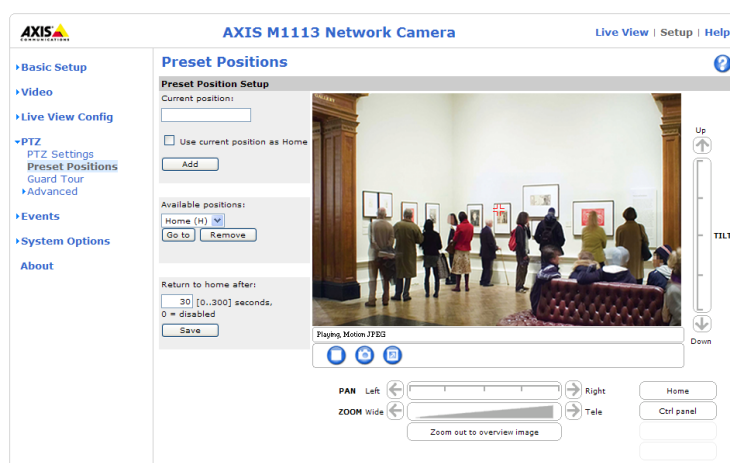 AXIS
COMMUNICATIONS
AXIS M1113 Network Camera
Live View | Setup | Help
Basic Setup
Video
Live View Config
PTZ
PTZ Settings
Preset Positions
Guard Tour
Advanced
Events
System Options
About
Preset Positions
?
Preset Position Setup
Current position:
Use current position as Home
Add
Available positions:
Home (H)
Go to Remove
Return to home after:
30 [0..300] seconds,
0 = disabled
Save
Playing, Motion JPEG
Up
TILT
Down
PAN Left Right
Home
ZOOM Wide Tele
Ctrl panel
Zoom out to overview image